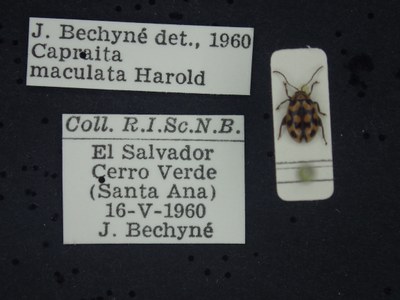 J. Bechyné det., 1960
Capraita
maculata Harold
Coll. R.I.Sc.N.B.
El Salvador
Cerro Verde
(Santa Ana)
16-V-1960
J. Bechyné